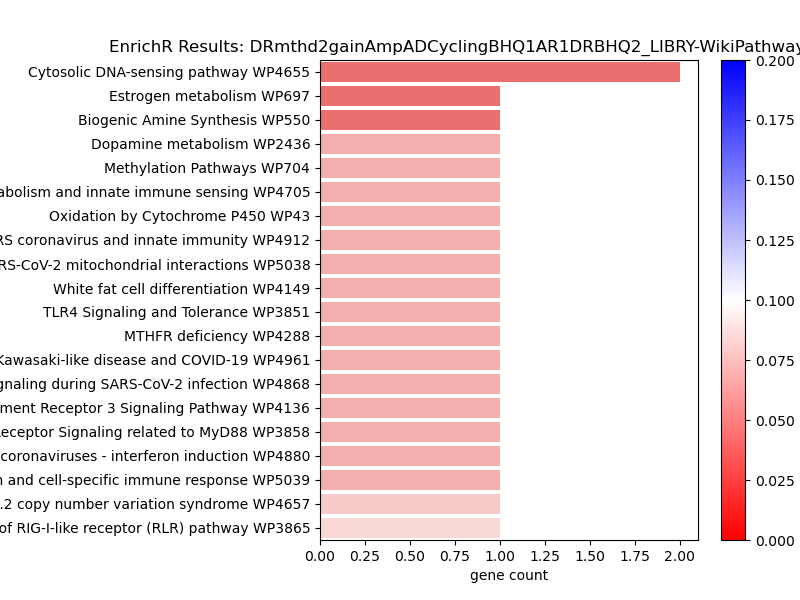 EnrichR Results: DRmthd2gainAmpADCyclingBHQ1AR1DRBHQ2_LIBRY-WikiPathway
Cytosolic DNA-sensing pathway WP4655
Estrogen metabolism WP697
Biogenic Amine Synthesis WP550
Dopamine metabolism WP2436
Methylation Pathways WP704
abolism and innate immune sensing WP4705
Oxidation by Cytochrome P450 WP43
RS coronavirus and innate immunity WP4912
RS-CoV-2 mitochondrial interactions WP5038
White fat cell differentiation WP4149
TLR4 Signaling and Tolerance WP3851
MTHFR deficiency WP4288
Kawasaki-like disease and COVID-19 WP4961
gnaling during SARS-CoV-2 infection WP4868
ment Receptor 3 Signaling Pathway WP4136
Receptor Signaling related to MyD88 WP3858
coronaviruses - interferon induction WP4880
n and cell-specific immune response WP5039
.2 copy number variation syndrome WP4657
of RIG-I-like receptor (RLR) pathway WP3865
0.00 0.25 0.50 0.75 1.00 1.25 1.50 1.75 2.00
gene count
0.200
0.175
0.150
0.125
0.100
0.075
0.050
0.025
0.000